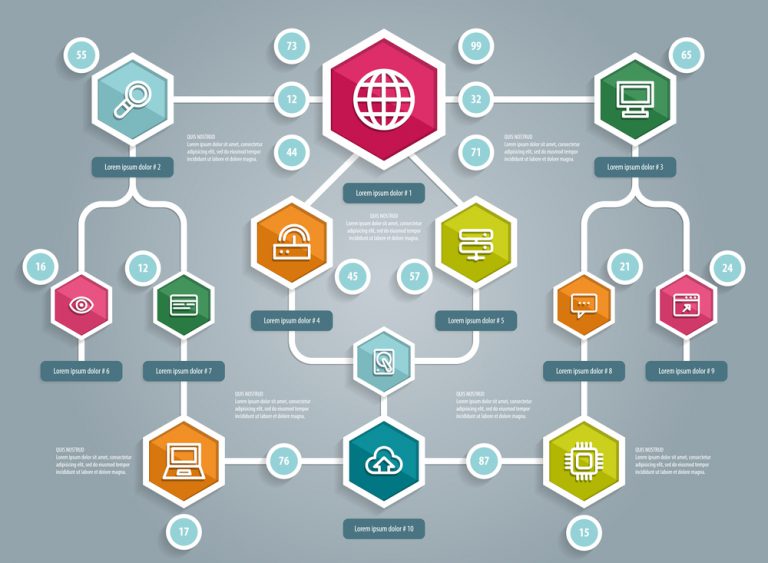 73
99
55
65
12
32
44
71
QUIS NOSTRUD
Lorem ipsum dolor sit amet, consectetur
adipisicing elit, sed do eiusmod tempor
incididunt ut labore et dolore magna.
QUIS NOSTRUD
Lorem ipsum dolor sit amet, consectetur
adipisicing elit, sed do eiusmod tempor
incididunt ut labore et dolore magna.
Lorem ipsum dolor # 2
Lorem ipsum dolor # 3
Lorem ipsum dolor # 1
QUIS NOSTRUD
Lorem ipsum dolor sit amet, consectetur
adipisicing elit, sed do eiusmod tempor
incididunt ut labore et dolore magna.
16
12
45
57
21
24
Lorem ipsum dolor # 4
Lorem ipsum dolor # 5
Lorem ipsum dolor # 6
Lorem ipsum dolor # 7
Lorem ipsum dolor # 8
Lorem ipsum dolor # 9
QUIS NOSTRUD
Lorem ipsum dolor sit amet, consectetur
adipisicing elit, sed do eiusmod tempor
incididunt ut labore et dolore magna.
QUIS NOSTRUD
Lorem ipsum dolor sit amet, consectetur
adipisicing elit, sed do eiusmod tempor
incididunt ut labore et dolore magna.
QUIS NOSTRUD
Lorem ipsum dolor sit amet, consectetur
adipisicing elit, sed do eiusmod tempor
incididunt ut labore et dolore magna.
76
87
QUIS NOSTRUD
Lorem ipsum dolor sit amet, consectetur
adipisicing elit, sed do eiusmod tempor
incididunt ut labore et dolore magna.
17
Lorem ipsum dolor # 10
15